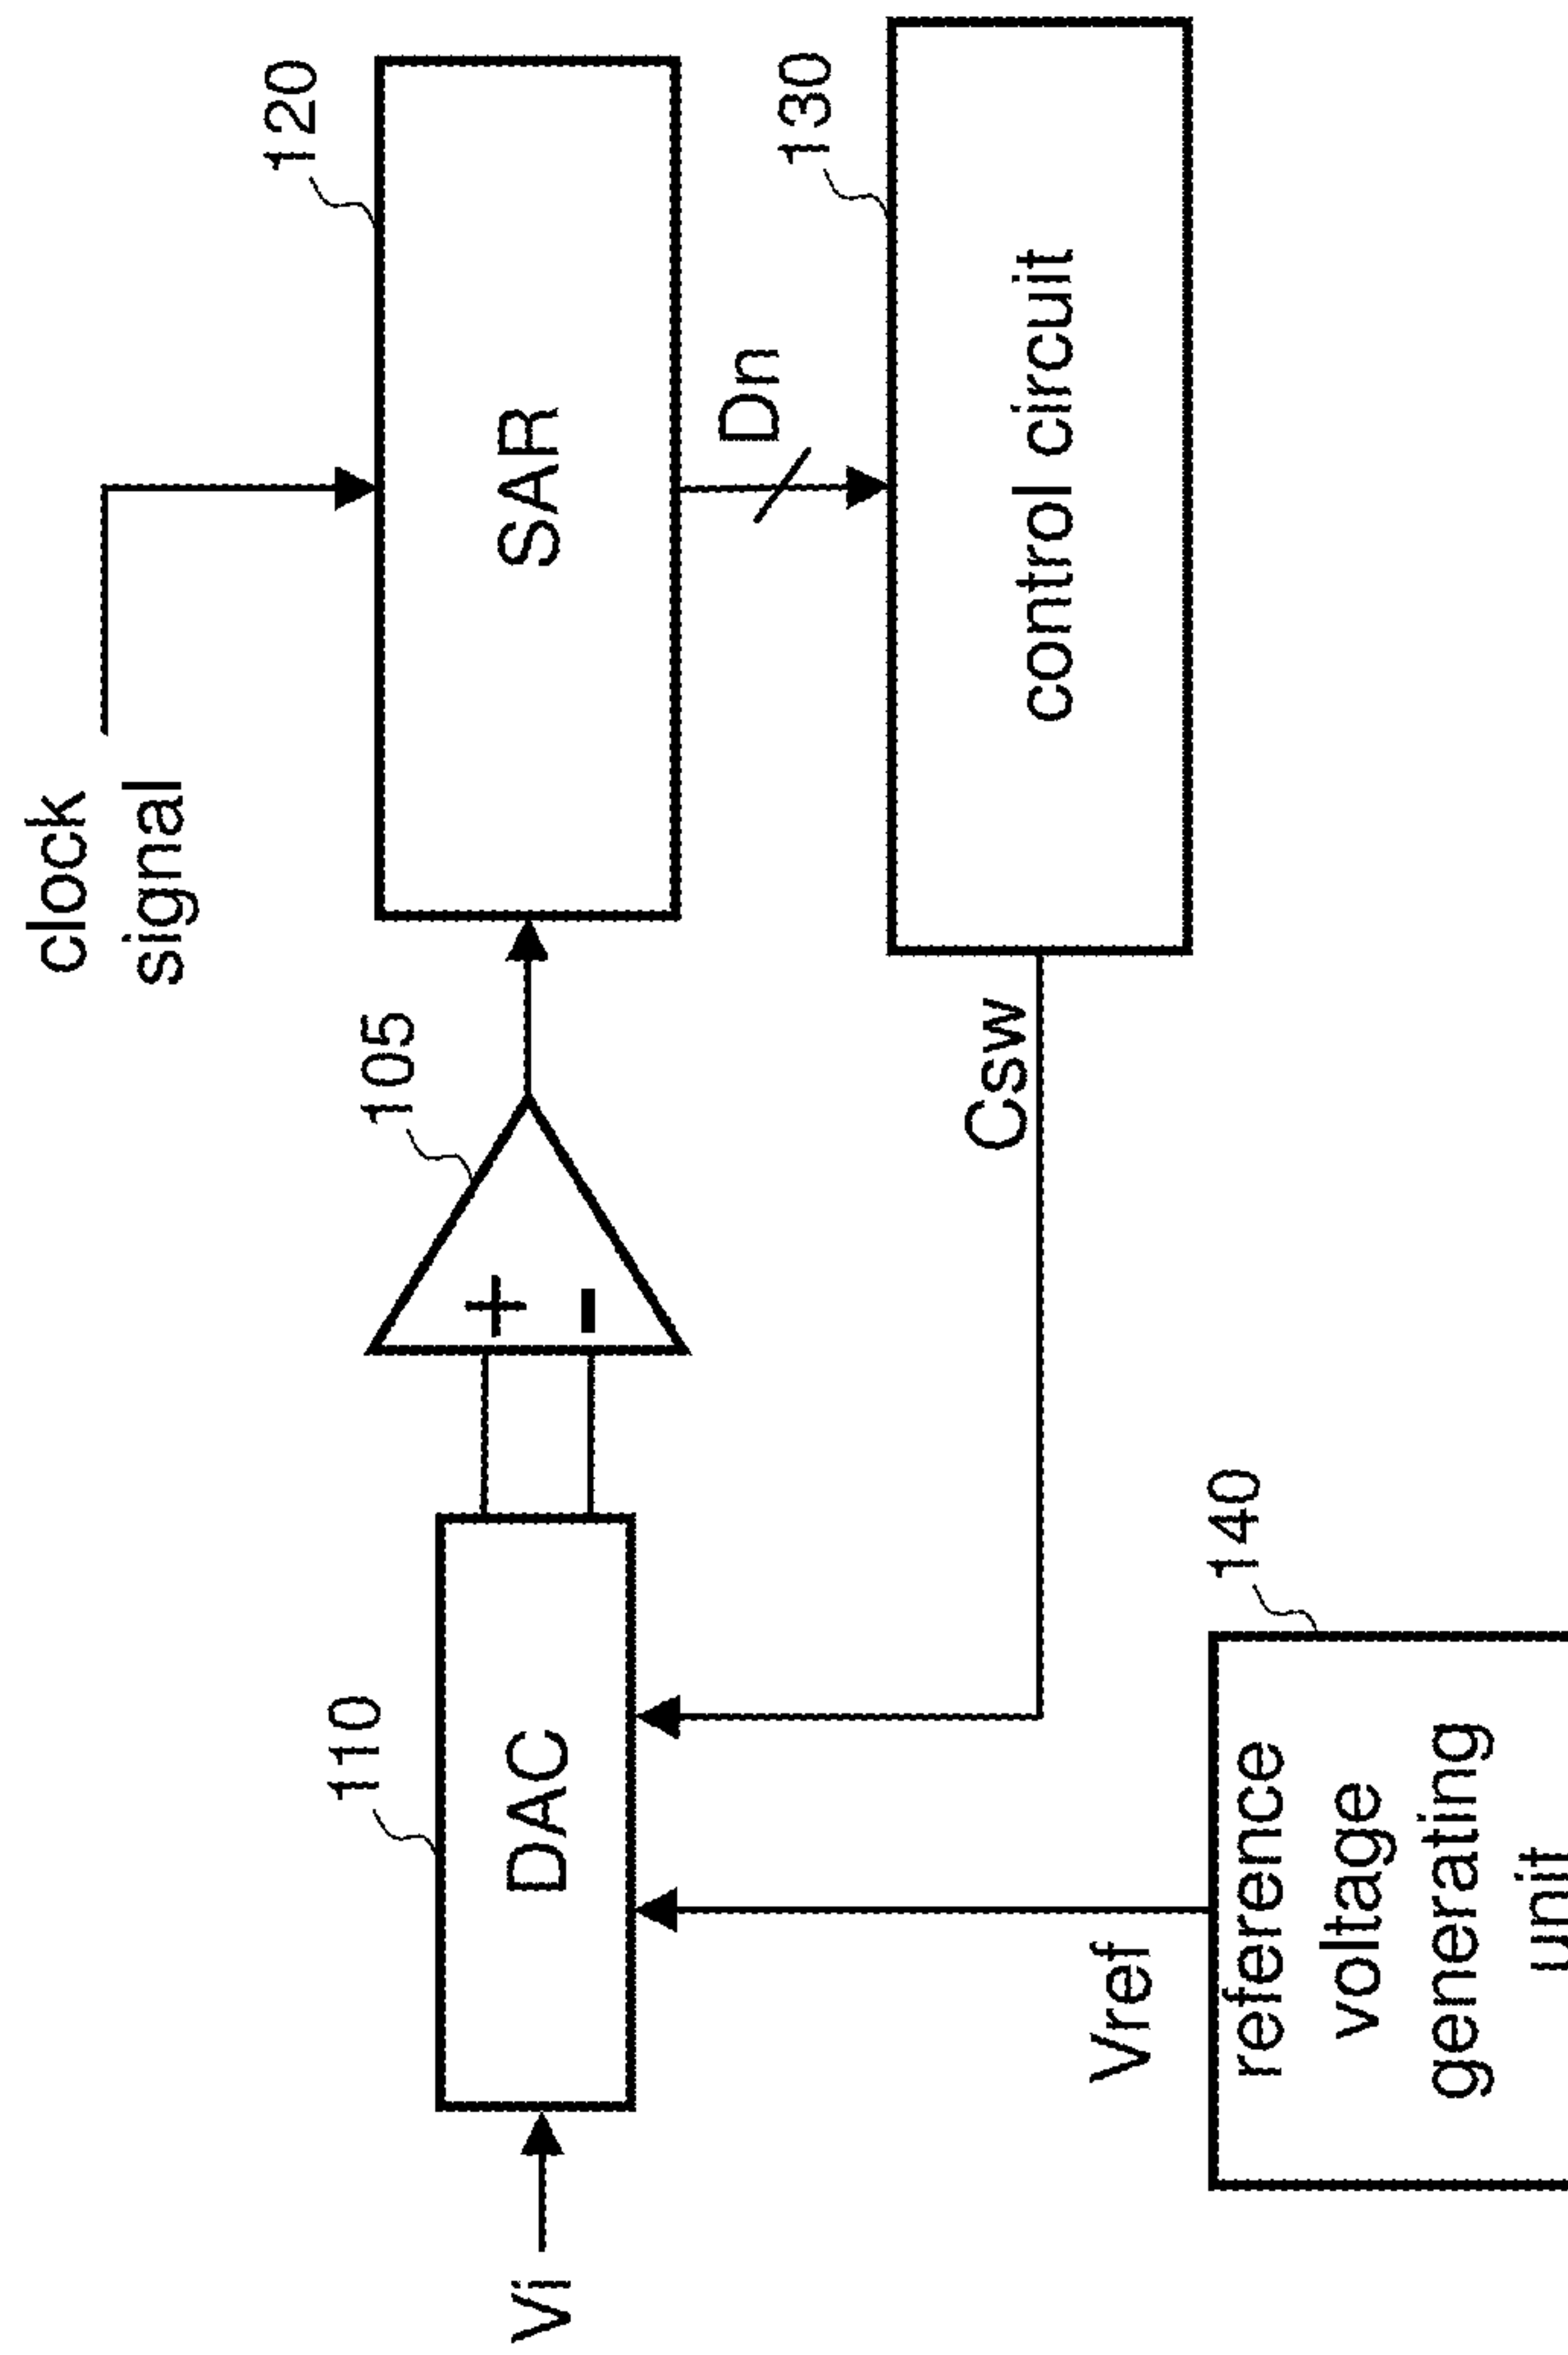 clock
signal
120
105
110
SAR
DAC
Vi
Dn
130
Csw
control circuit
Vref
140
reference
voltage
generating
unit